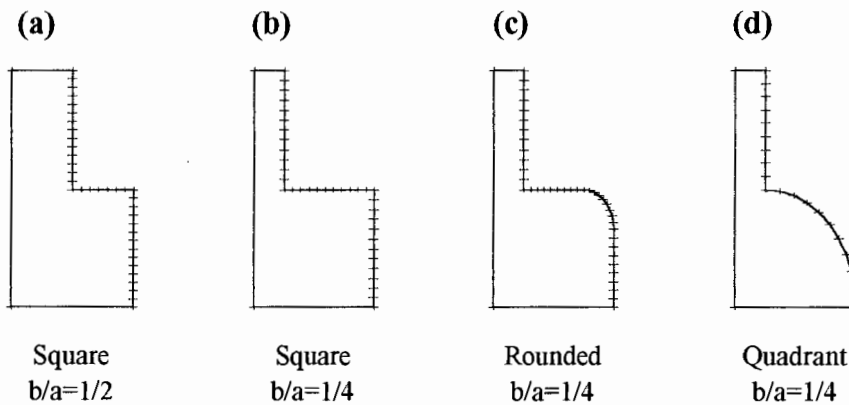 (a) (b) (c) (d)
Square Square Rounded Quadrant
b/a=1/2 b/a=1/4 b/a=1/4 b/a=1/4